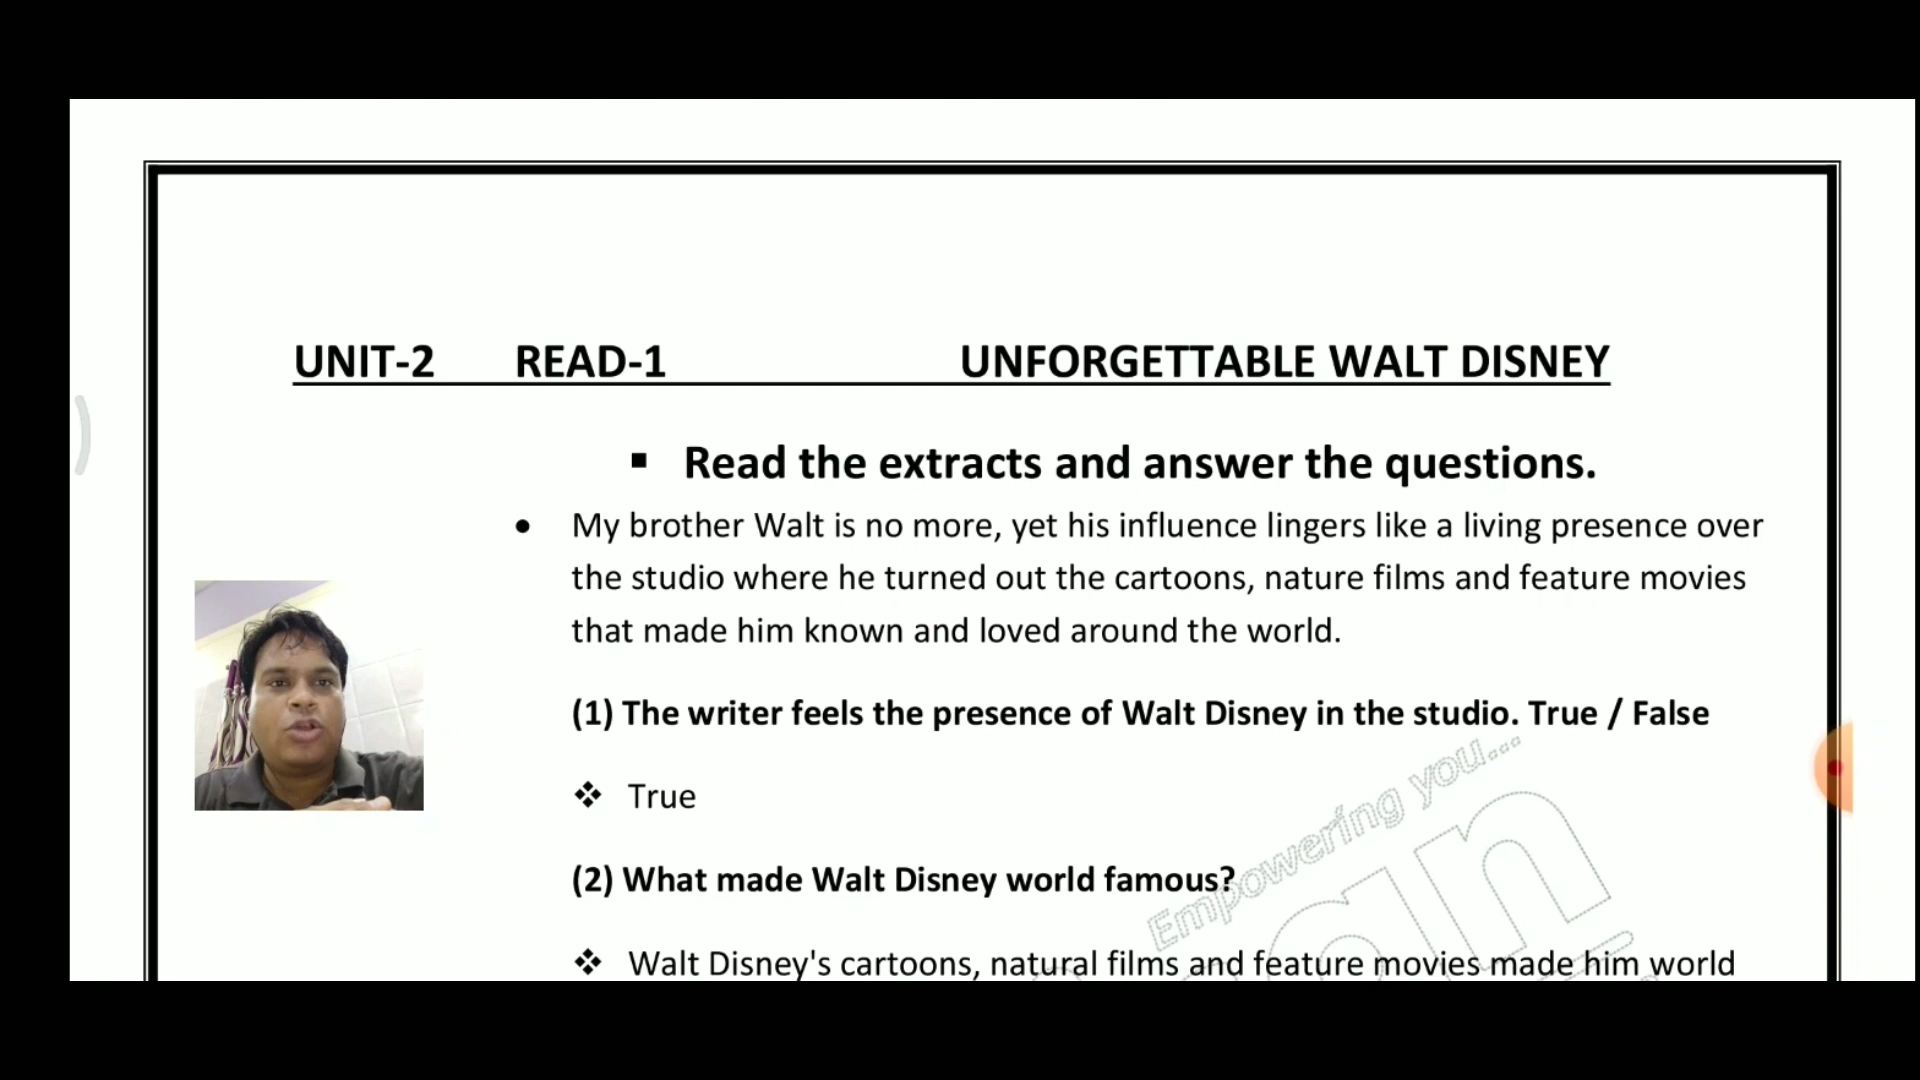 UNIT-2 READ-1 UNFORGETTABLE WALT DISNEY
▪ Read the extracts and answer the questions.
• My brother Walt is no more, yet his influence lingers like a living presence over
the studio where he turned out the cartoons, nature films and feature movies
that made him known and loved around the world.
(1) The writer feels the presence of Walt Disney in the studio. True / False
❖ True
(2) What made Walt Disney world famous?
Empowering you...
❖ Walt Disney's cartoons, natural films and feature movies made him world